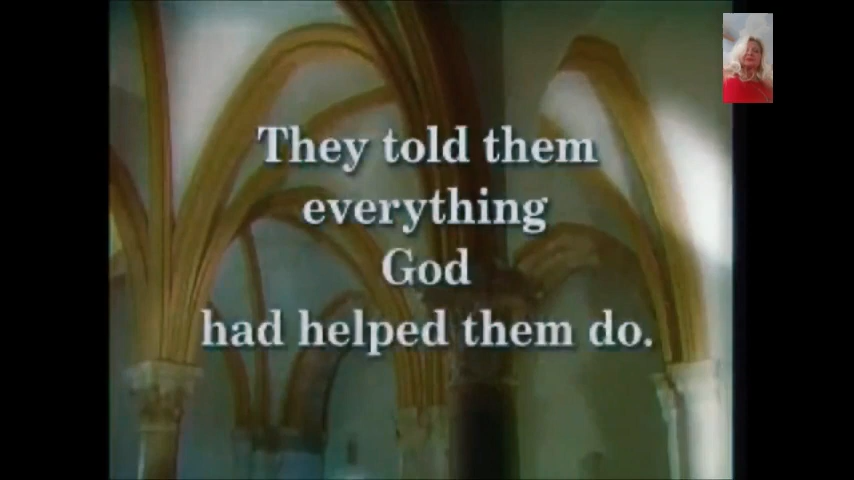 They told them
everything
God
had helped them do.